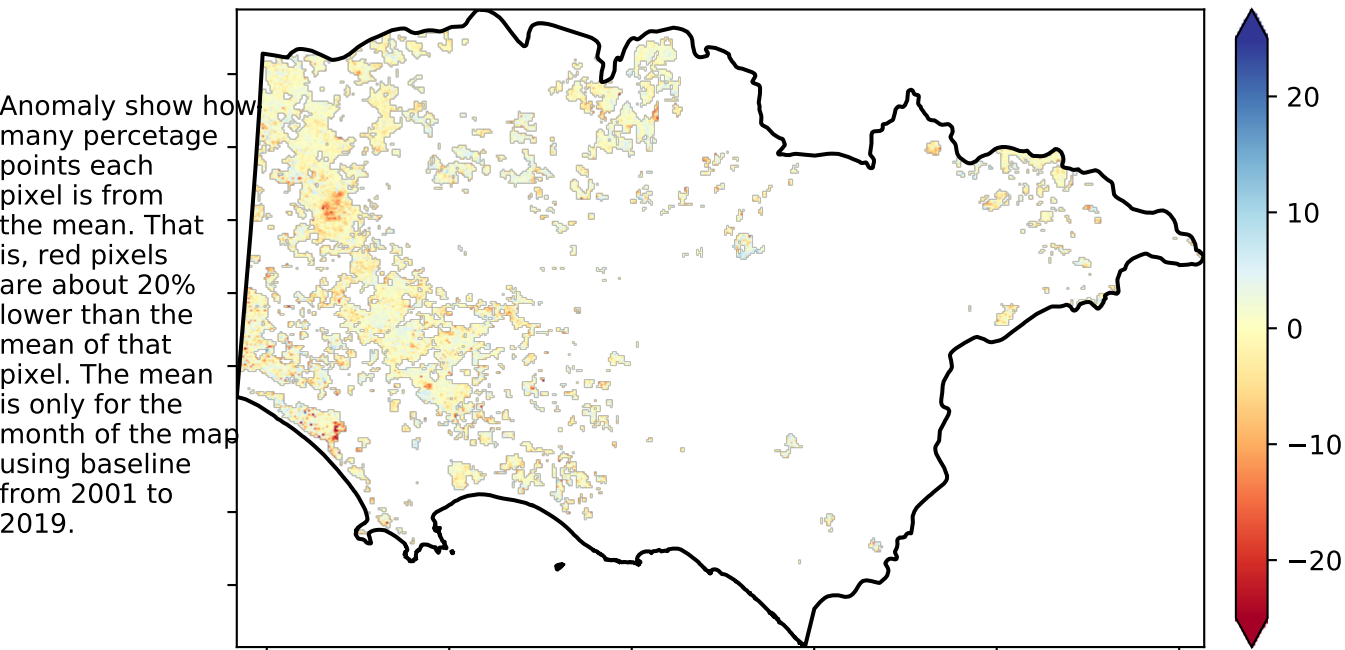 Anomaly show how
many percetage
points each
pixel is from
the mean. That
is, red pixels
are about 20%
lower than the
mean of that
pixel. The mean
is only for the
month of the map
using baseline
from 2001 to
2019.
20
10
0
−10
−20